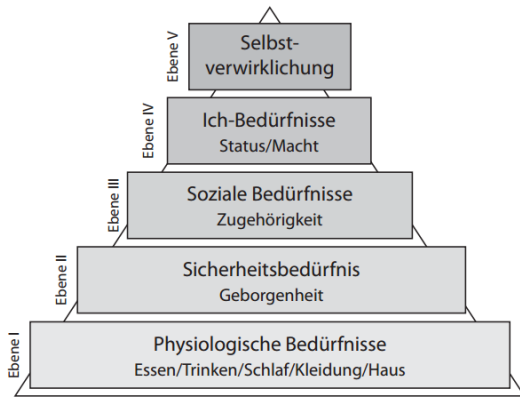 Ebene V
Selbst-
verwirklichung
Ebene IV
Ich-Bedürfnisse
Status/Macht
Ebene III
Soziale Bedürfnisse
Zugehörigkeit
Ebene II
Sicherheitsbedürfnis
Geborgenheit
Ebene I
Physiologische Bedürfnisse
Essen/Trinken/Schlaf/Kleidung/Haus